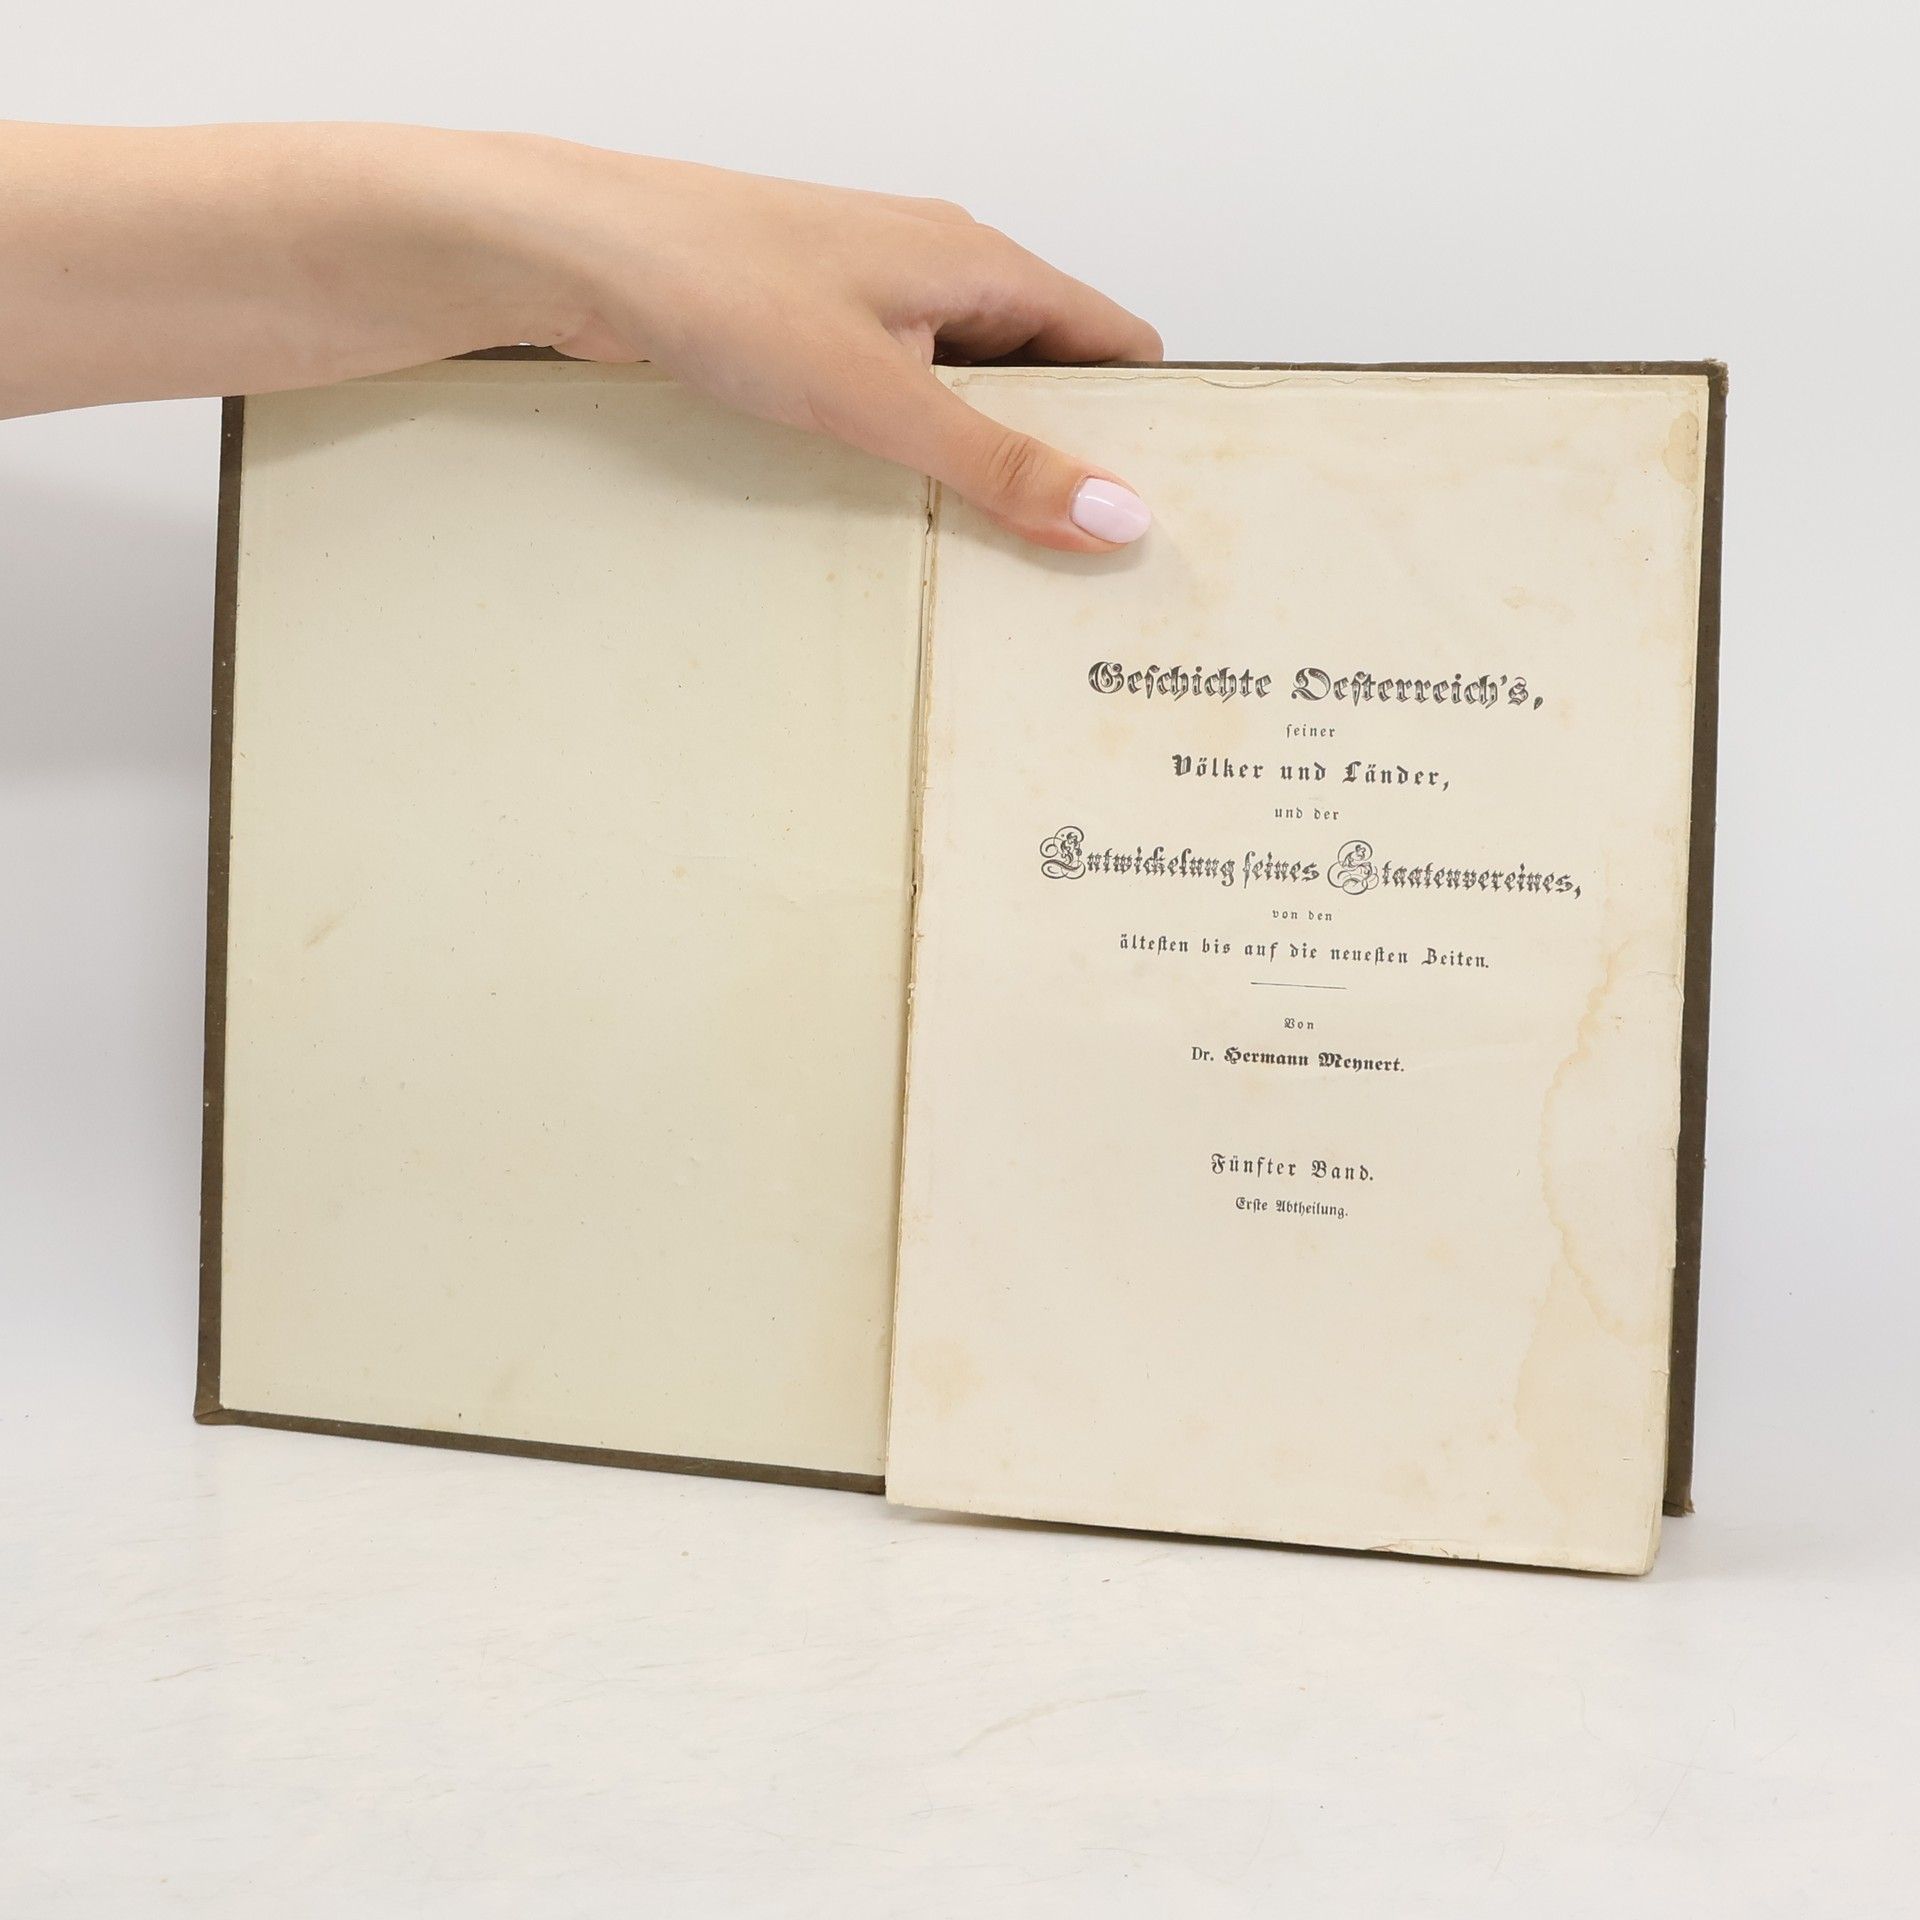 Geſchichte Oeſterreich's,
ſeiner
Völker und Länder,
und der
Entwickelung ſeines Staatenvereines,
von den
älteſten bis auf die neueſten Zeiten.
Von
Dr. Hermann Meynert.
Fünfter Band.
Erſte Abtheilung.